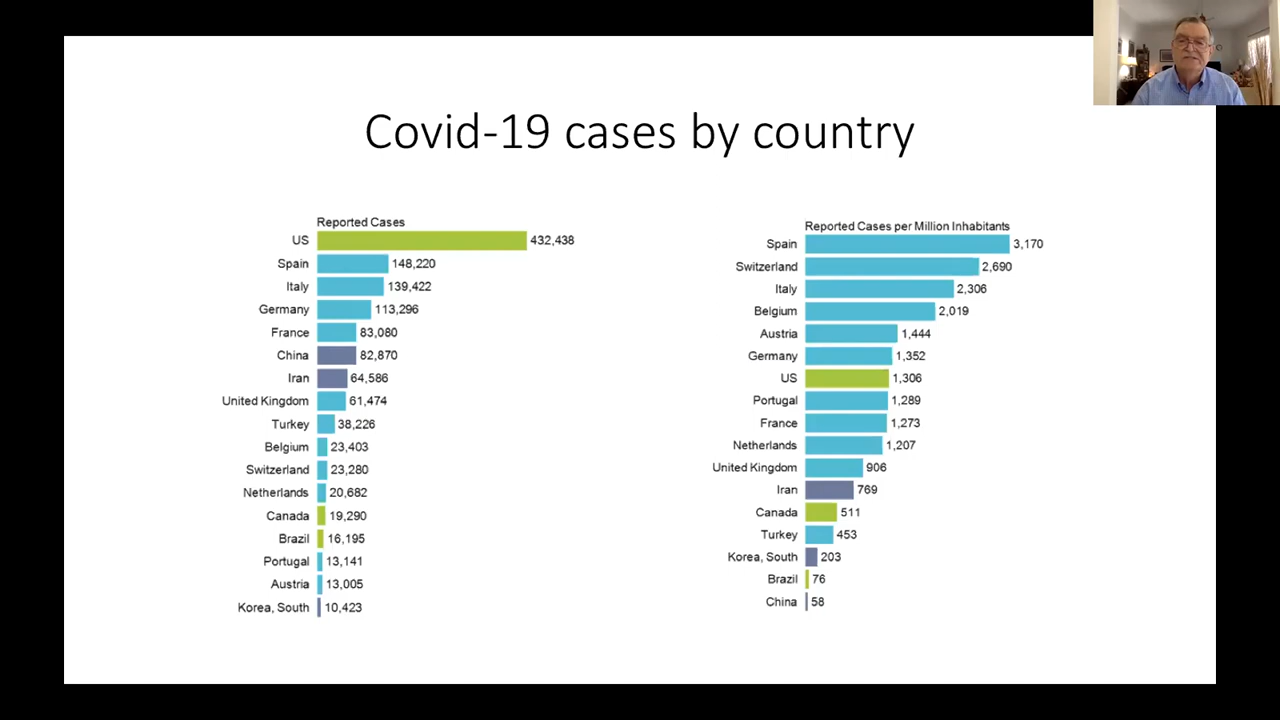 Covid-19 cases by country
Reported Cases
US 432,438
Spain 148,220
Italy 139,422
Germany 113,296
France 83,080
China 82,870
Iran 64,586
United Kingdom 61,474
Turkey 38,226
Belgium 23,403
Switzerland 23,280
Netherlands 20,682
Canada 19,290
Brazil 16,195
Portugal 13,141
Austria 13,005
Korea, South 10,423
Reported Cases per Million Inhabitants
Spain 3,170
Switzerland 2,690
Italy 2,306
Belgium 2,019
Austria 1,444
Germany 1,352
US 1,306
Portugal 1,289
France 1,273
Netherlands 1,207
United Kingdom 906
Iran 769
Canada 511
Turkey 453
Korea, South 203
Brazil 76
China 58